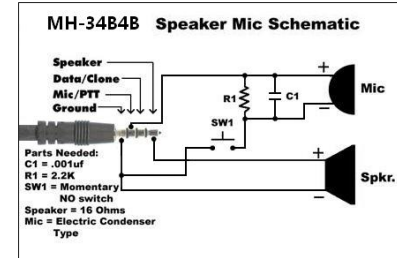 MH-34B4B Speaker Mic Schematic
Speaker
Data/Clone
Mic/PTT
Ground
+
Mic
R1
C1
−
SW1
Parts Needed:
C1 = .001uf
R1 = 2.2K
SW1 = Momentary
NO switch
Speaker = 16 Ohms
Mic = Electric Condenser
Type
+
Spkr.
−